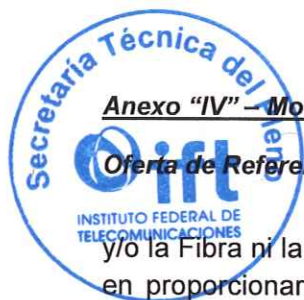 Secretaría Técnica del Pleno
Anexo "IV" – Mo
Oferta de Refere
ift
INSTITUTO FEDERAL DE
TELECOMUNICACIONES
y/o la Fibra ni la
en proporcionar